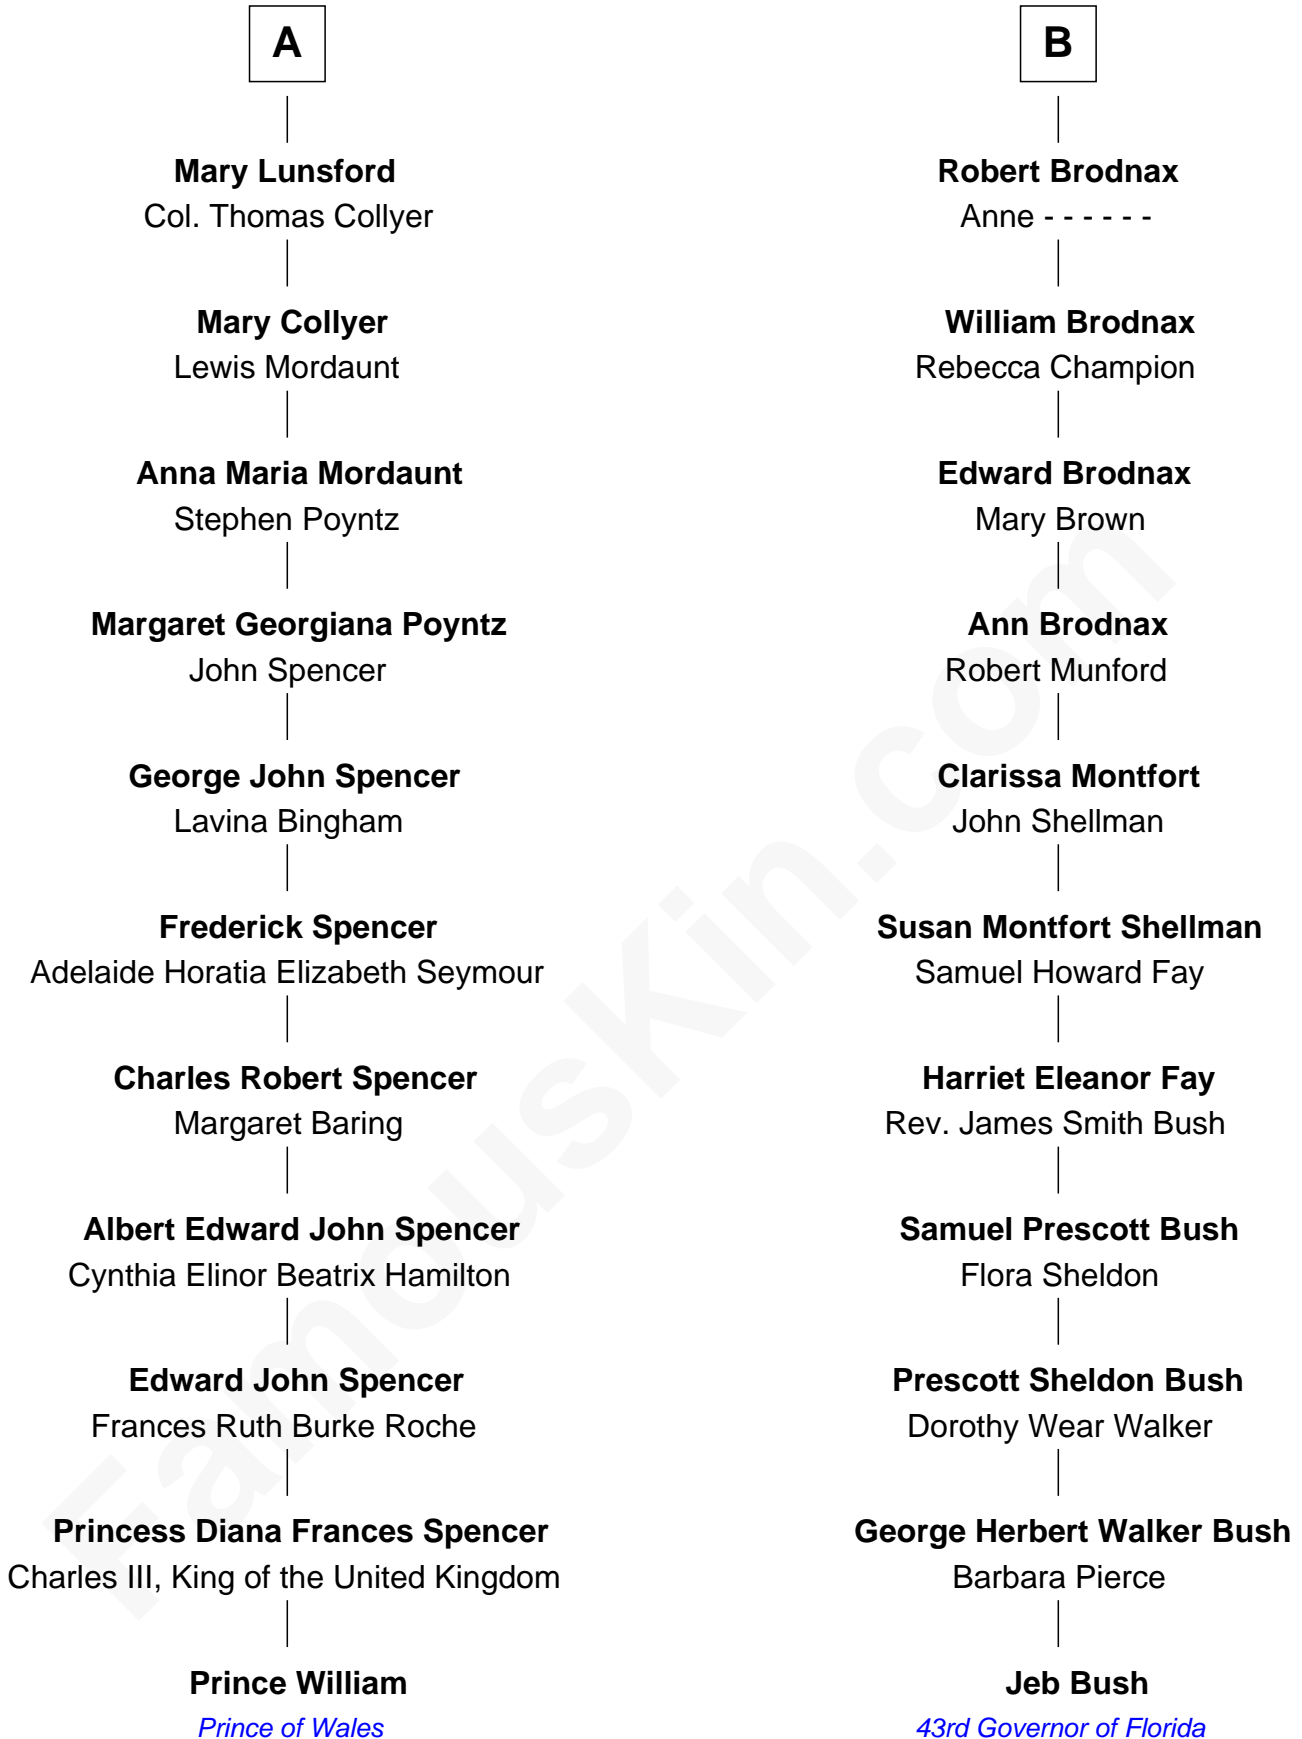 A
Mary Lunsford
Col. Thomas Collyer
Mary Collyer
Lewis Mordaunt
Anna Maria Mordaunt
Stephen Poyntz
Margaret Georgiana Poyntz
John Spencer
George John Spencer
Lavina Bingham
Frederick Spencer
Adelaide Horatia Elizabeth Seymour
Charles Robert Spencer
Margaret Baring
Albert Edward John Spencer
Cynthia Elinor Beatrix Hamilton
Edward John Spencer
Frances Ruth Burke Roche
Princess Diana Frances Spencer
Charles III, King of the United Kingdom
Prince William
Prince of Wales
B
Robert Brodnax
Anne - - - - - -
William Brodnax
Rebecca Champion
Edward Brodnax
Mary Brown
Ann Brodnax
Robert Munford
Clarissa Montfort
John Shellman
Susan Montfort Shellman
Samuel Howard Fay
Harriet Eleanor Fay
Rev. James Smith Bush
Samuel Prescott Bush
Flora Sheldon
Prescott Sheldon Bush
Dorothy Wear Walker
George Herbert Walker Bush
Barbara Pierce
Jeb Bush
43rd Governor of Florida
FamousKin.com